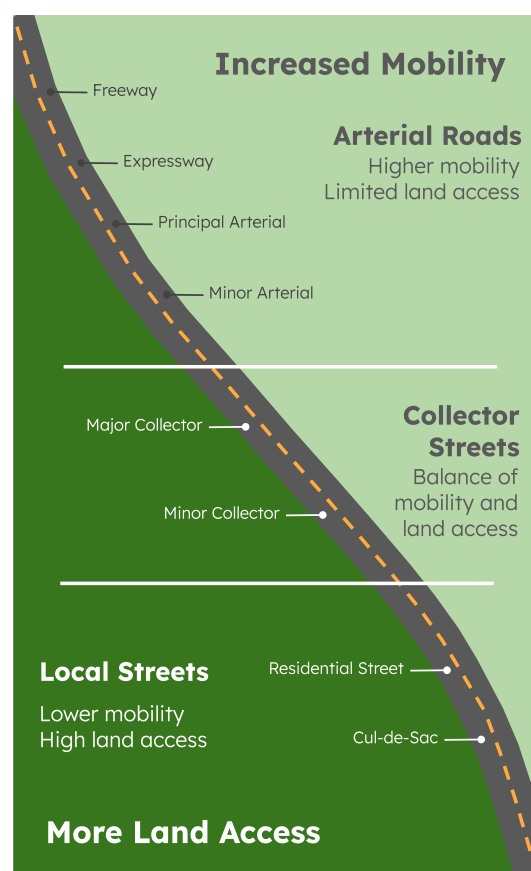 Increased Mobility
Freeway
Arterial Roads
Higher mobility
Limited land access
Expressway
Principal Arterial
Minor Arterial
Collector
Streets
Balance of
mobility and
land access
Major Collector
Minor Collector
Local Streets
Lower mobility
High land access
Residential Street
Cul-de-Sac
More Land Access